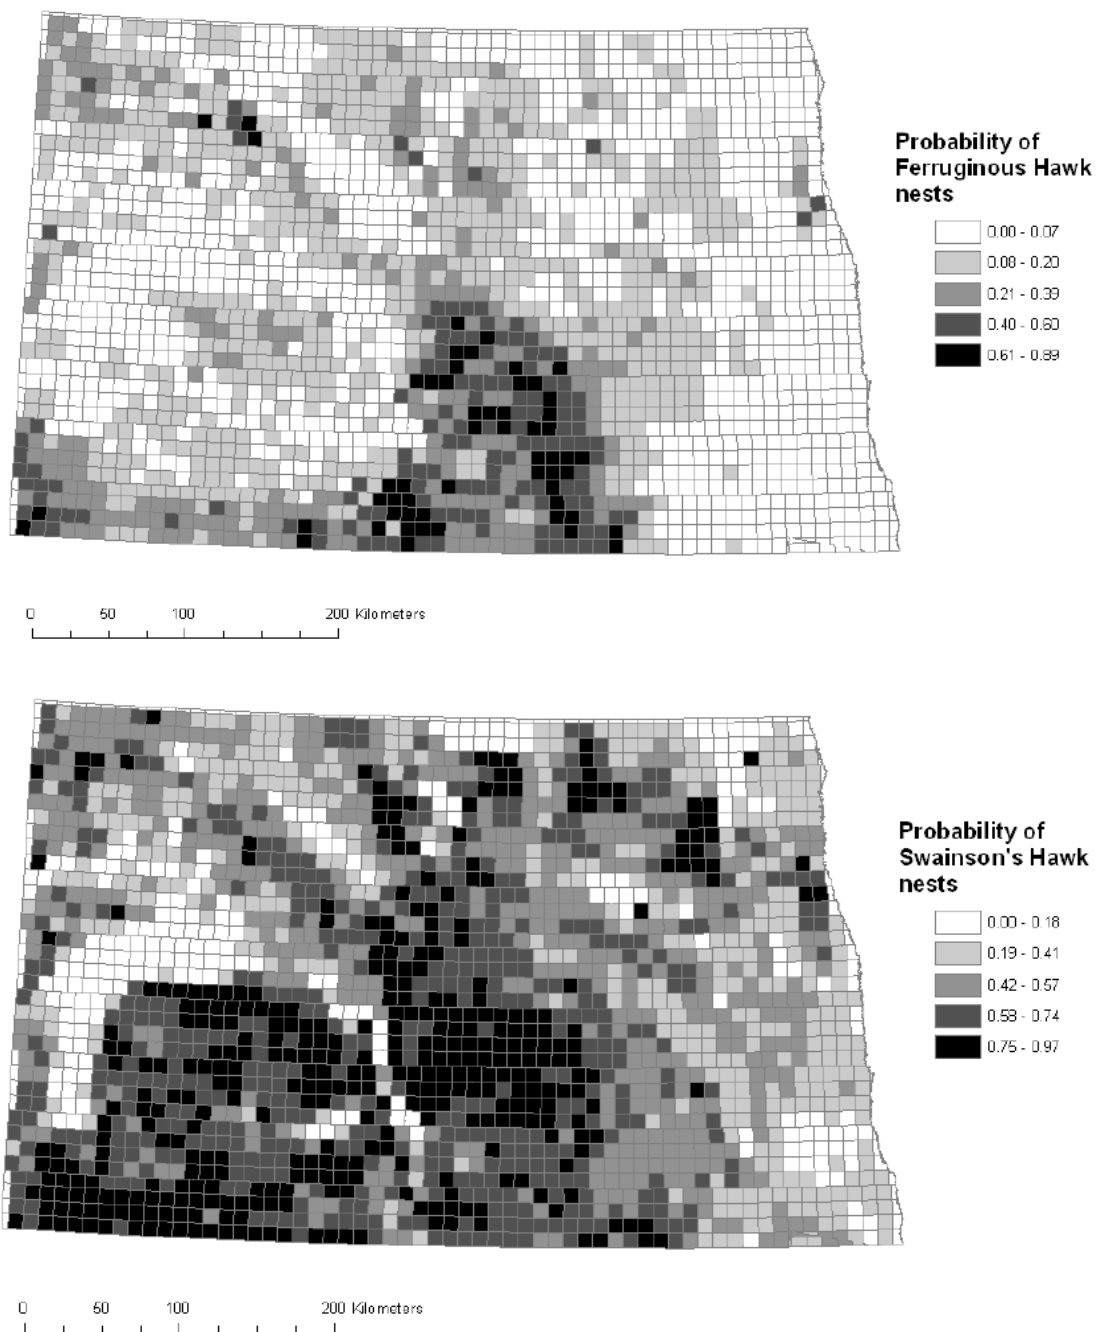 Probability of
Ferruginous Hawk
nests
0.00 - 0.07
0.08 - 0.20
0.21 - 0.39
0.40 - 0.60
0.61 - 0.89
0 50 100 200 Kilometers
Probability of
Swainson's Hawk
nests
0.00 - 0.18
0.19 - 0.41
0.42 - 0.57
0.58 - 0.74
0.75 - 0.97
0 50 100 200 Kilometers